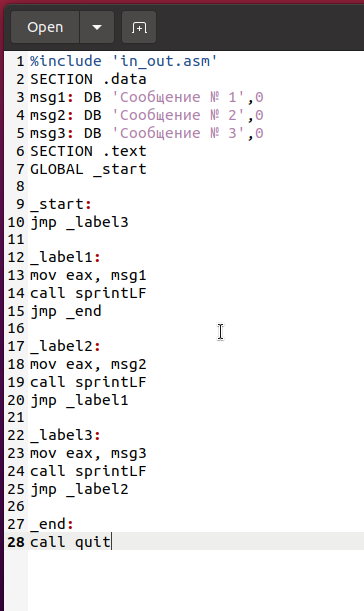 Open
1 %include 'in_out.asm'
2 SECTION .data
3 msg1: DB 'Сообщение № 1',0
4 msg2: DB 'Сообщение № 2',0
5 msg3: DB 'Сообщение № 3',0
6 SECTION .text
7 GLOBAL _start
8
9 _start:
10 jmp _label3
11
12 _label1:
13 mov eax, msg1
14 call sprintLF
15 jmp _end
16
17 _label2:
18 mov eax, msg2
19 call sprintLF
20 jmp _label1
21
22 _label3:
23 mov eax, msg3
24 call sprintLF
25 jmp _label2
26
27 _end:
28 call quit